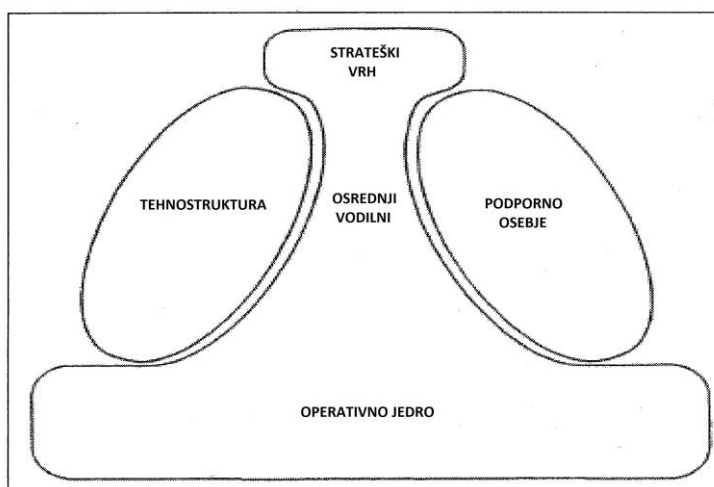 STRATEŠKI
VRH
TEHNOSTRUKTURA
OSREDNJI
VODILNI
PODPORNO
OSEBJE
OPERATIVNO JEDRO